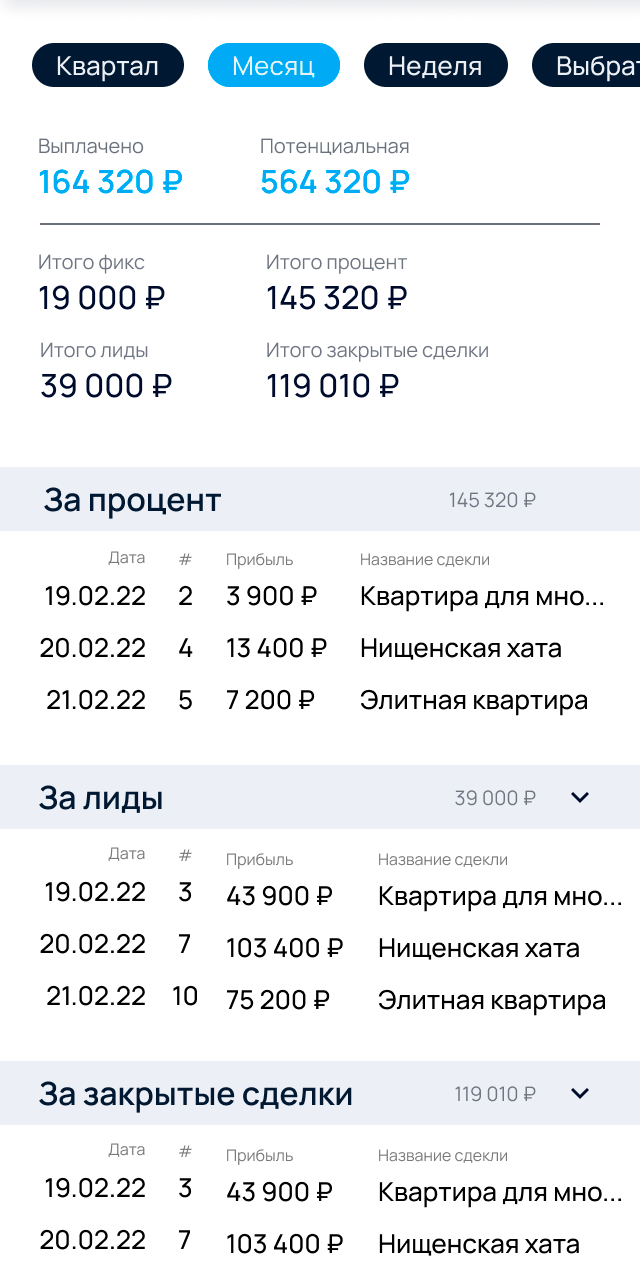 Квартал Месяц Неделя Выбрат
Выплачено Потенциальная
164 320 ₽ 564 320 ₽
Итого фикс Итого процент
19 000 ₽ 145 320 ₽
Итого лиды Итого закрытые сделки
39 000 ₽ 119 010 ₽
За процент 145 320 ₽
Дата # Прибыль Название сдекли
19.02.22 2 3 900 ₽ Квартира для мно...
20.02.22 4 13 400 ₽ Нищенская хата
21.02.22 5 7 200 ₽ Элитная квартира
За лиды 39 000 ₽
Дата # Прибыль Название сдекли
19.02.22 3 43 900 ₽ Квартира для мно...
20.02.22 7 103 400 ₽ Нищенская хата
21.02.22 10 75 200 ₽ Элитная квартира
За закрытые сделки 119 010 ₽
Дата # Прибыль Название сдекли
19.02.22 3 43 900 ₽ Квартира для мно...
20.02.22 7 103 400 ₽ Нищенская хата